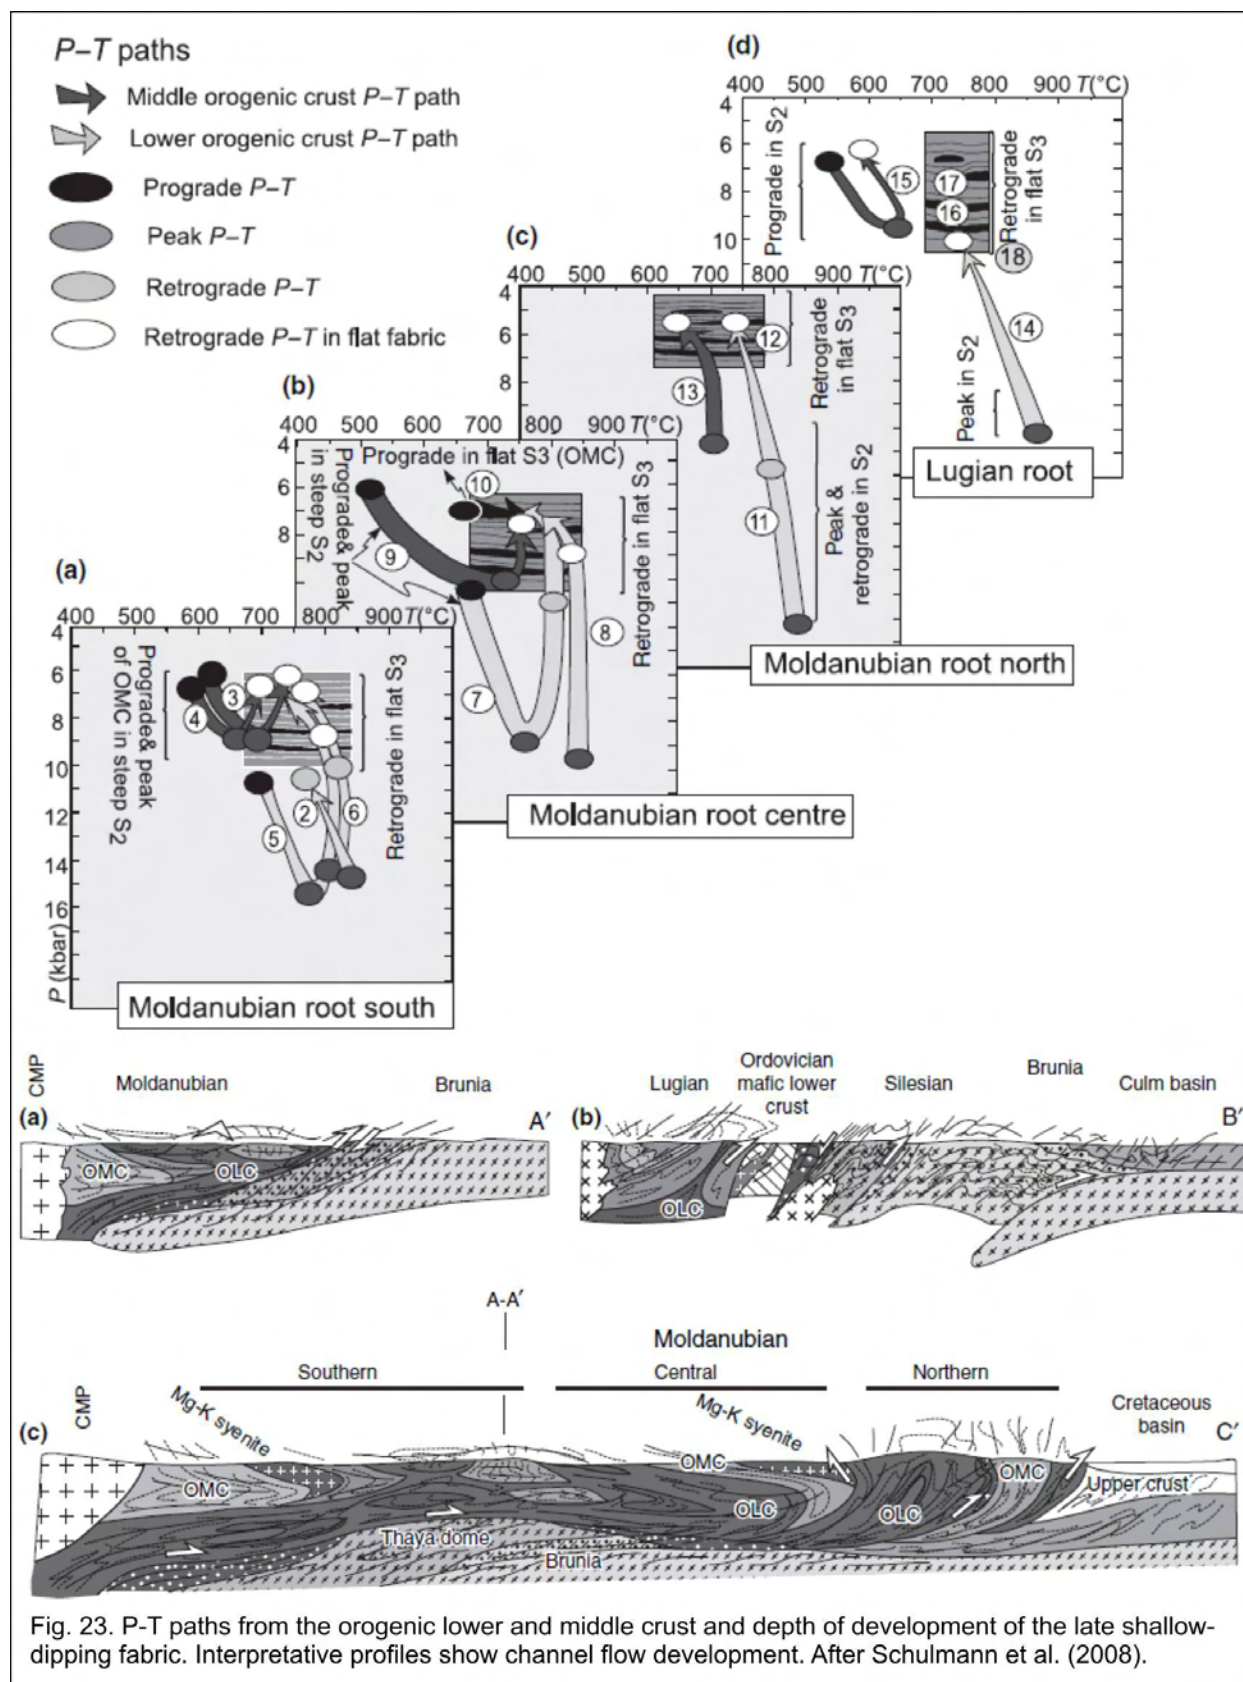 P–T paths
Middle orogenic crust P–T path
Lower orogenic crust P–T path
Prograde P–T
Peak P–T
Retrograde P–T
Retrograde P–T in flat fabric
(d)
400 500 600 700 800 900 T(°C)
4
6
8
10
Prograde in S2
15
17
16
18
14
Retrograde in flat S3
Peak in S2
Lugian root
(c)
400 500 600 700 800 900 T(°C)
4
6
8
12
13
11
Retrograde in flat S3
Peak & retrograde in S2
Moldanubian root north
(b)
400 500 600 700 800 900 T(°C)
4
6
8
Prograde in flat S3 (OMC)
Prograde& peak in steep S2
10
9
7
8
Retrograde in flat S3
Moldanubian root centre
(a)
400 500 600 700 800 900 T(°C)
4
6
8
10
12
14
16
P (kbar)
Prograde& peak of OMC in steep S2
3
4
2
6
5
Retrograde in flat S3
Moldanubian root south
CMP
Moldanubian
Brunia
(a)
A′
OMC
OLC
Lugian
Ordovician
mafic lower
crust
Silesian
Brunia
Culm basin
(b)
B′
OLC
A-A′
Moldanubian
Southern
Central
Northern
CMP
Mg-K syenite
Mg-K syenite
Cretaceous
basin
(c)
C′
OMC
OMC
OMC
Upper crust
OLC
OLC
Thaya dome
Brunia
Fig. 23. P-T paths from the orogenic lower and middle crust and depth of development of the late shallow-
dipping fabric. Interpretative profiles show channel flow development. After Schulmann et al. (2008).